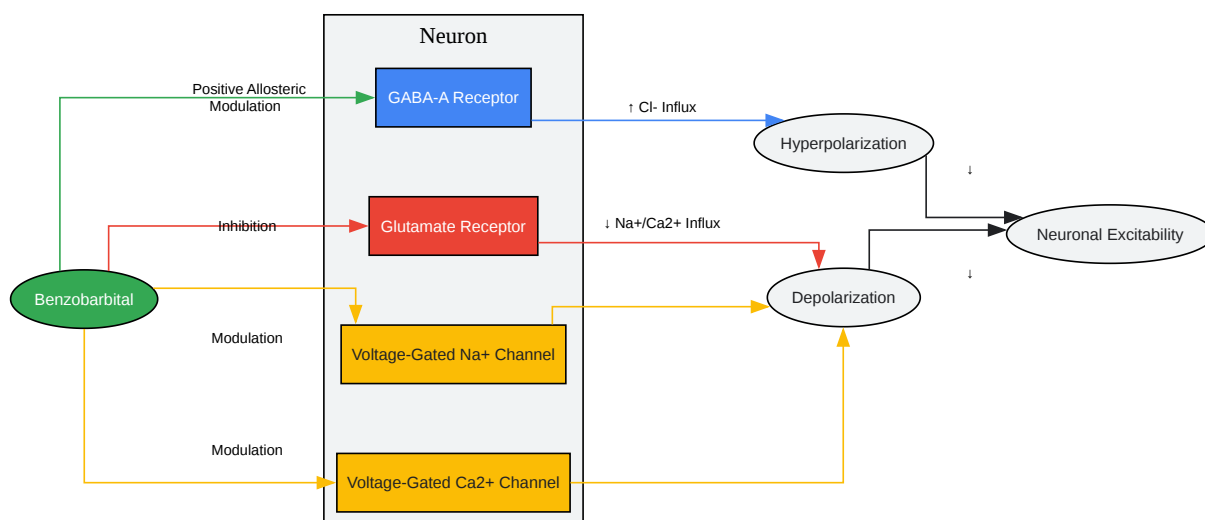 Neuron
Positive Allosteric
Modulation
GABA-A Receptor
↑ Cl- Influx
Hyperpolarization
↓
Inhibition
Glutamate Receptor
↓ Na+/Ca2+ Influx
Neuronal Excitability
↓
Benzobarbital
Depolarization
Modulation
Voltage-Gated Na+ Channel
Modulation
Voltage-Gated Ca2+ Channel